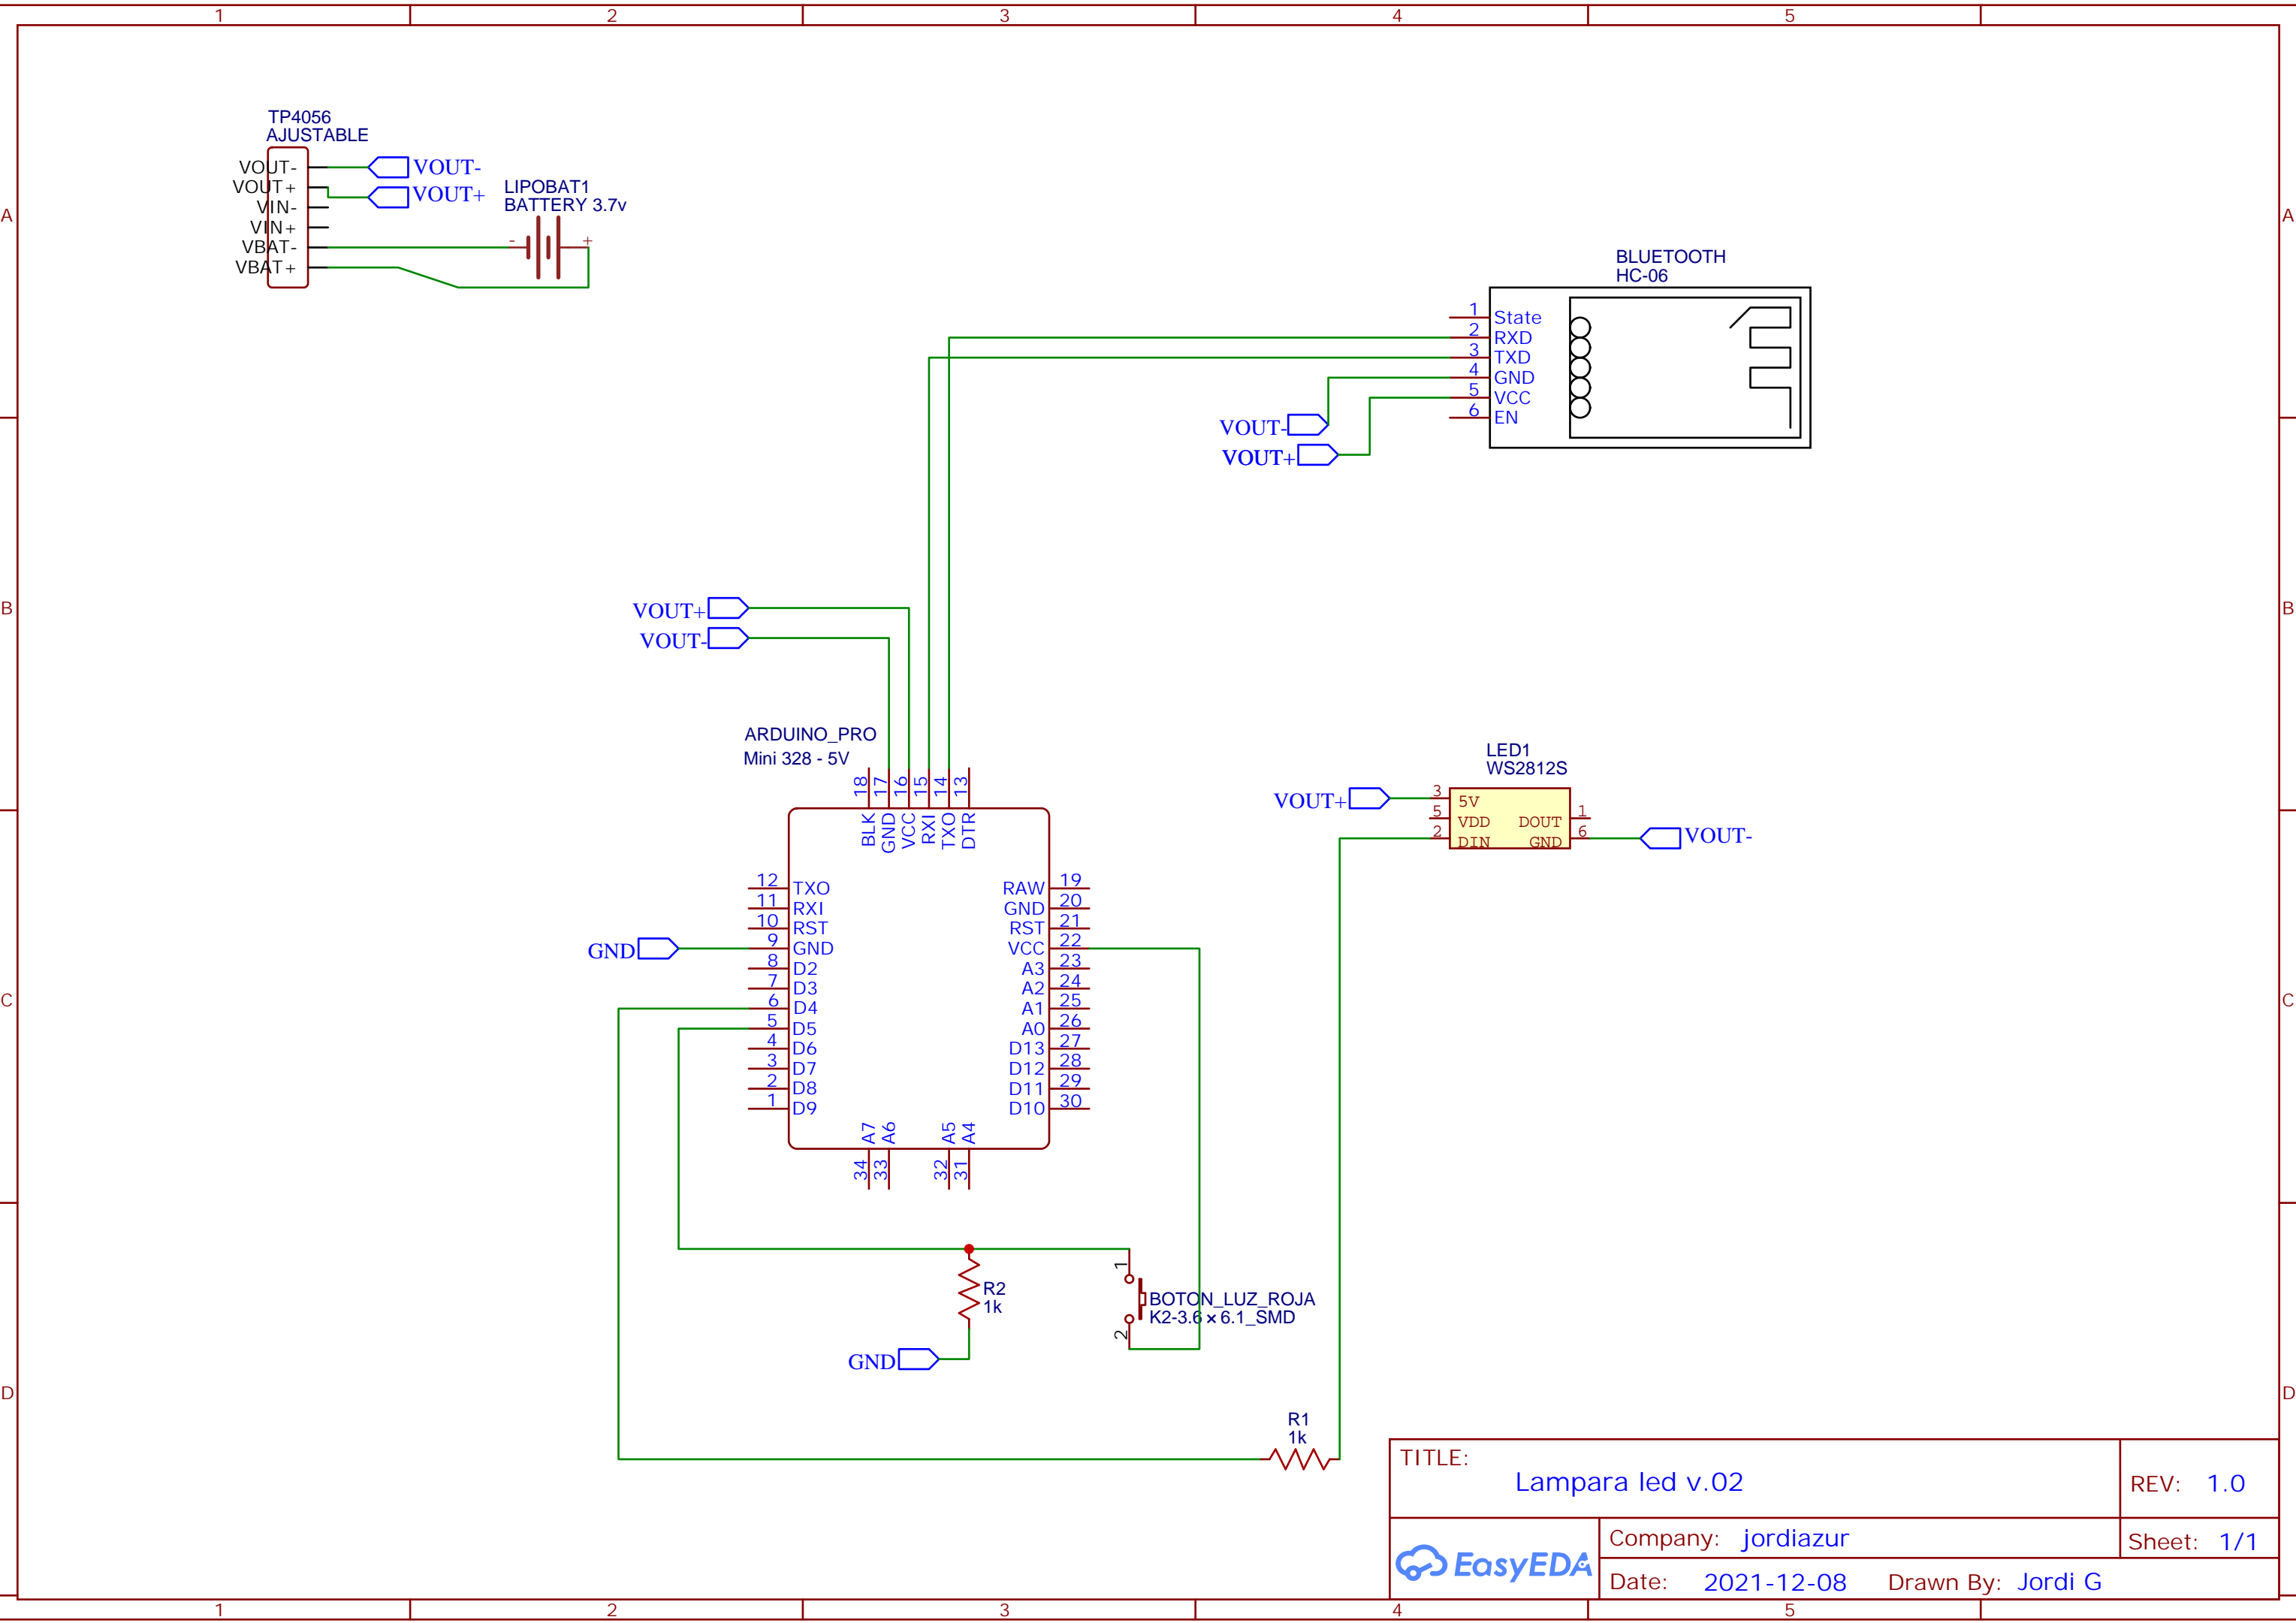 1 2 3 4 5
TP4056
AJUSTABLE
VOUT- VOUT-
VOUT+ VOUT+
VIN-
VIN+
VBAT-
VBAT+
LIPOBAT1
BATTERY 3.7v
- +
A A
BLUETOOTH
HC-06
1 State
2 RXD
3 TXD
4 GND
5 VCC
6 EN
VOUT-
VOUT+
B B
VOUT+
VOUT-
ARDUINO_PRO
Mini 328 - 5V
18 17 16 15 14 13
BLK GND VCC RXI TXO DTR
LED1
WS2812S
VOUT+ 3 5V
5 VDD DOUT 1
2 DIN GND 6 VOUT-
12 TXO RAW 19
11 RXI GND 20
10 RST RST 21
GND 9 GND VCC 22
8 D2 A3 23
7 D3 A2 24
6 D4 A1 25
5 D5 A0 26
4 D6 D13 27
3 D7 D12 28
2 D8 D11 29
1 D9 D10 30
A7 A6 A5 A4
34 33 32 31
C C
R2
1k
GND
1
2
BOTON_LUZ_ROJA
K2-3.6×6.1_SMD
D D
R1
1k
TITLE:
Lampara led v.02
REV: 1.0
EasyEDA
Company: jordiazur
Sheet: 1/1
Date: 2021-12-08 Drawn By: Jordi G
1 2 3 4 5